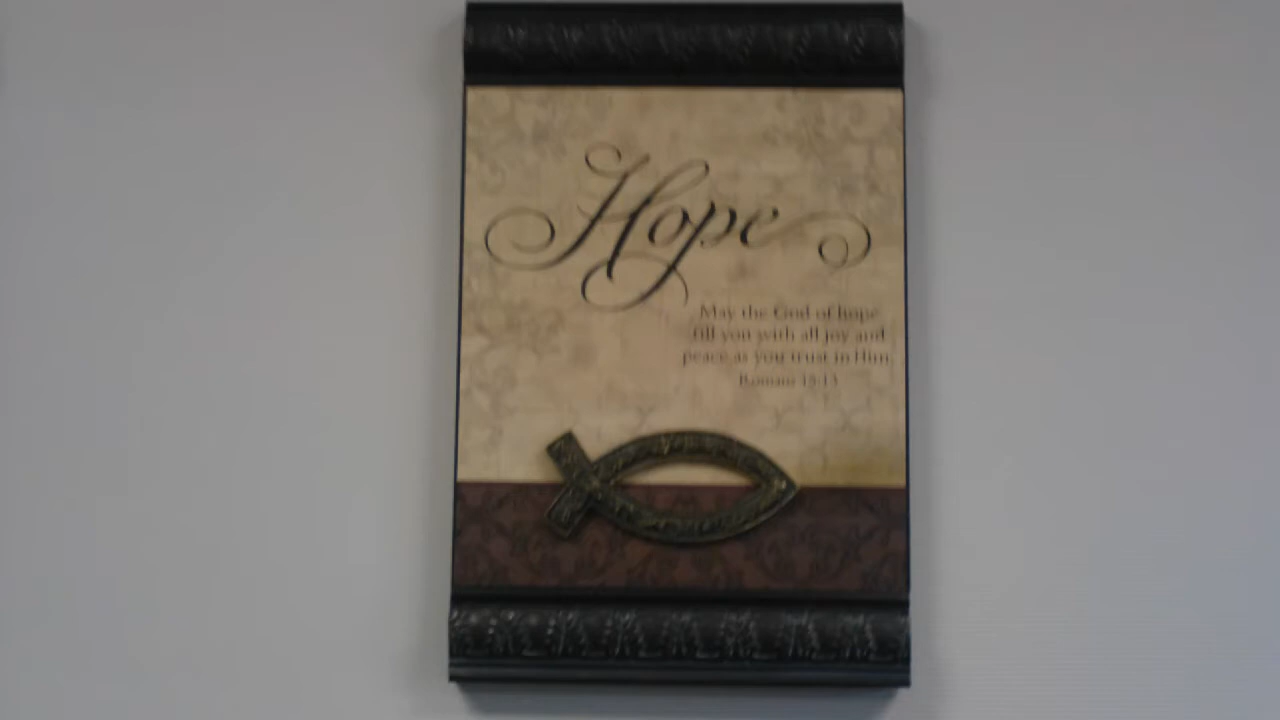 Hope
May the God of hope
fill you with all joy and
peace as you trust in Him.
Romans 15:13